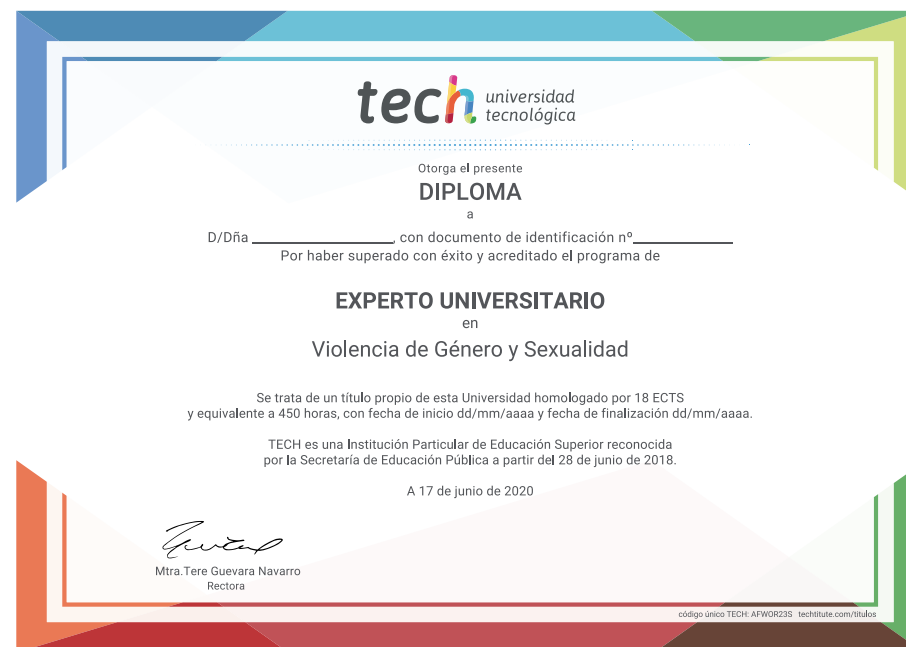 tech universidad
tecnológica
Otorga el presente
DIPLOMA
a
D/Dña ____________________, con documento de identificación nº______________
Por haber superado con éxito y acreditado el programa de
EXPERTO UNIVERSITARIO
en
Violencia de Género y Sexualidad
Se trata de un título propio de esta Universidad homologado por 18 ECTS
y equivalente a 450 horas, con fecha de inicio dd/mm/aaaa y fecha de finalización dd/mm/aaaa.
TECH es una Institución Particular de Educación Superior reconocida
por la Secretaría de Educación Pública a partir del 28 de junio de 2018.
A 17 de junio de 2020
Mtra.Tere Guevara Navarro
Rectora
código único TECH: AFWOR23S techtitute.com/titulos